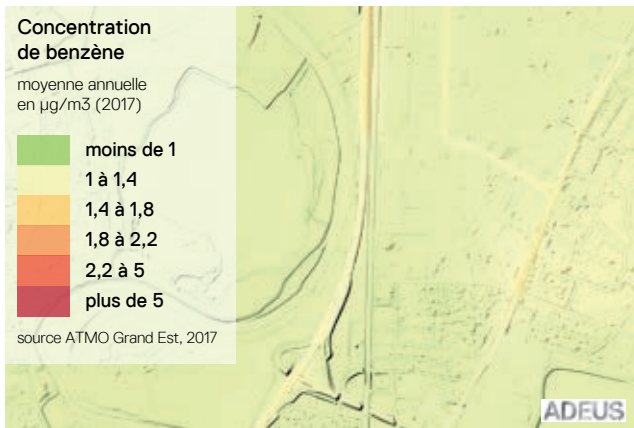 Concentration
de benzène
moyenne annuelle
en µg/m3 (2017)
moins de 1
1 à 1,4
1,4 à 1,8
1,8 à 2,2
2,2 à 5
plus de 5
source ATMO Grand Est, 2017
ADEUS